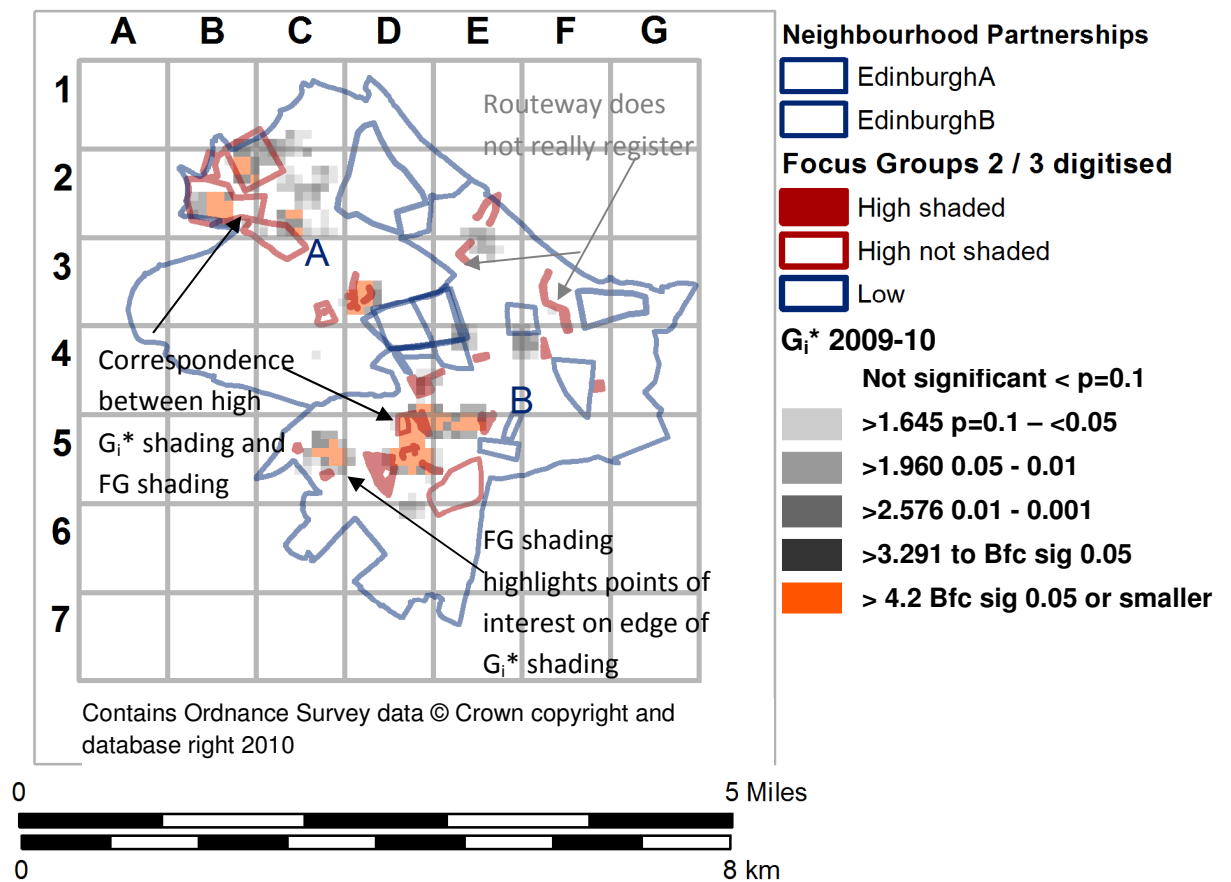 A B C D E F G
1
2
3
4
5
6
7
Routeway does
not really register
A
B
Correspondence
between high
Gi* shading and
FG shading
FG shading
highlights points of
interest on edge of
Gi* shading
Contains Ordnance Survey data © Crown copyright and
database right 2010
Neighbourhood Partnerships
EdinburghA
EdinburghB
Focus Groups 2 / 3 digitised
High shaded
High not shaded
Low
Gi* 2009-10
Not significant < p=0.1
>1.645 p=0.1 – <0.05
>1.960 0.05 - 0.01
>2.576 0.01 - 0.001
>3.291 to Bfc sig 0.05
> 4.2 Bfc sig 0.05 or smaller
0 5 Miles
0 8 km